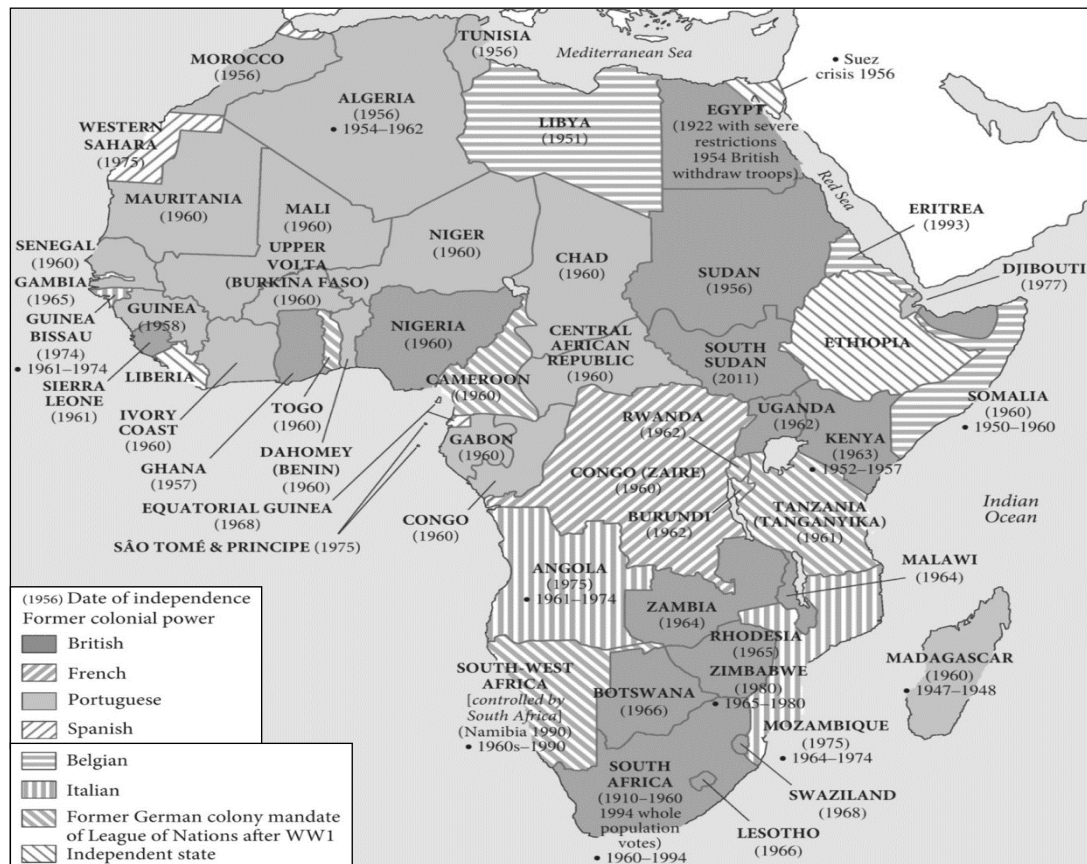 TUNISIA
(1956)
Mediterranean Sea
• Suez
crisis 1956
MOROCCO
(1956)
ALGERIA
(1956)
• 1954–1962
LIBYA
(1951)
EGYPT
(1922 with severe
restrictions
1954 British
withdraw troops)
WESTERN
SAHARA
(1975)
Red Sea
MAURITANIA
(1960)
MALI
(1960)
NIGER
(1960)
CHAD
(1960)
SUDAN
(1956)
ERITREA
(1993)
DJIBOUTI
(1977)
SENEGAL
(1960)
GAMBIA
(1965)
UPPER
VOLTA
(BURKINA FASO)
(1960)
GUINEA
(1958)
GUINEA
BISSAU
(1974)
• 1961–1974
NIGERIA
(1960)
CENTRAL
AFRICAN
REPUBLIC
(1960)
SOUTH
SUDAN
(2011)
ETHIOPIA
SIERRA
LEONE
(1961)
LIBERIA
IVORY
COAST
(1960)
GHANA
(1957)
TOGO
(1960)
DAHOMEY
(BENIN)
(1960)
CAMEROON
(1960)
EQUATORIAL GUINEA
(1968)
SÂO TOMÉ & PRINCIPE (1975)
GABON
(1960)
CONGO
(1960)
RWANDA
(1962)
CONGO (ZAIRE)
(1960)
BURUNDI
(1962)
UGANDA
(1962)
KENYA
(1963)
• 1952–1957
SOMALIA
(1960)
• 1950–1960
Indian
Ocean
TANZANIA
(TANGANYIKA)
(1961)
MALAWI
(1964)
ANGOLA
(1975)
• 1961–1974
ZAMBIA
(1964)
RHODESIA
(1965)
ZIMBABWE
(1980)
• 1965–1980
MADAGASCAR
(1960)
• 1947–1948
SOUTH-WEST
AFRICA
[controlled by
South Africa]
(Namibia 1990)
• 1960s–1990
BOTSWANA
(1966)
MOZAMBIQUE
(1975)
• 1964–1974
SOUTH
AFRICA
(1910–1960
1994 whole
population
votes)
• 1960–1994
SWAZILAND
(1968)
LESOTHO
(1966)
(1956) Date of independence
Former colonial power
British
French
Portuguese
Spanish
Belgian
Italian
Former German colony mandate
of League of Nations after WW1
Independent state